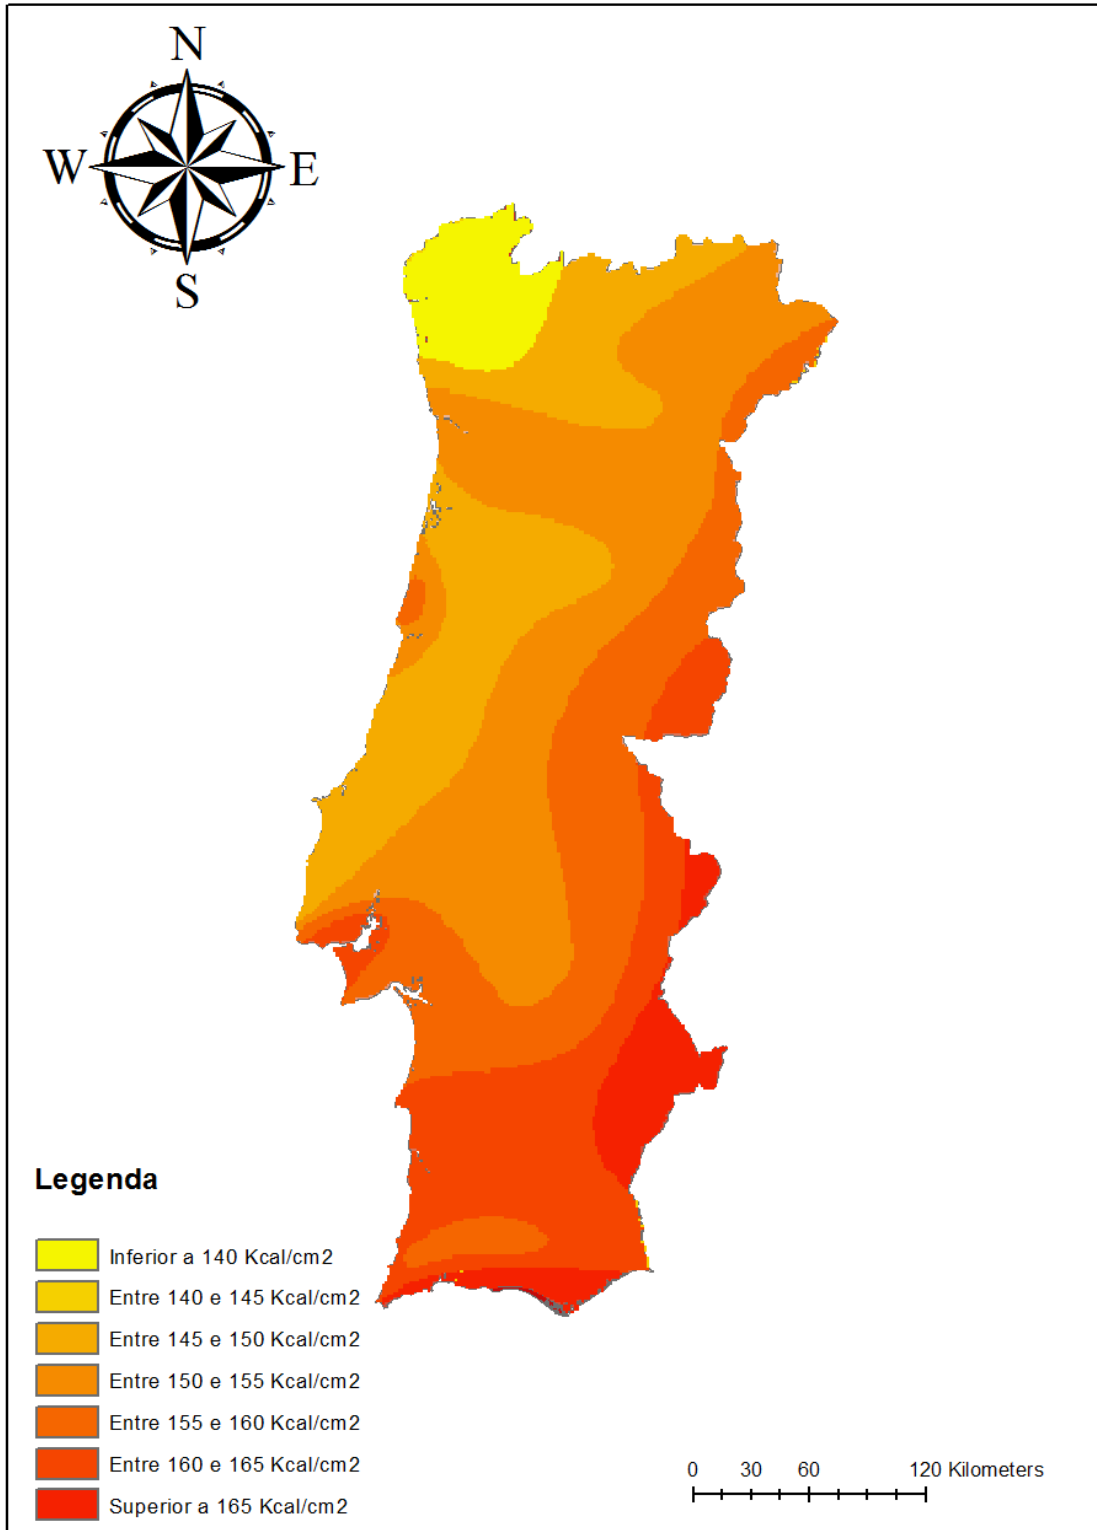 N
W E
S
Legenda
Inferior a 140 Kcal/cm2
Entre 140 e 145 Kcal/cm2
Entre 145 e 150 Kcal/cm2
Entre 150 e 155 Kcal/cm2
Entre 155 e 160 Kcal/cm2
Entre 160 e 165 Kcal/cm2
Superior a 165 Kcal/cm2
0 30 60 120 Kilometers